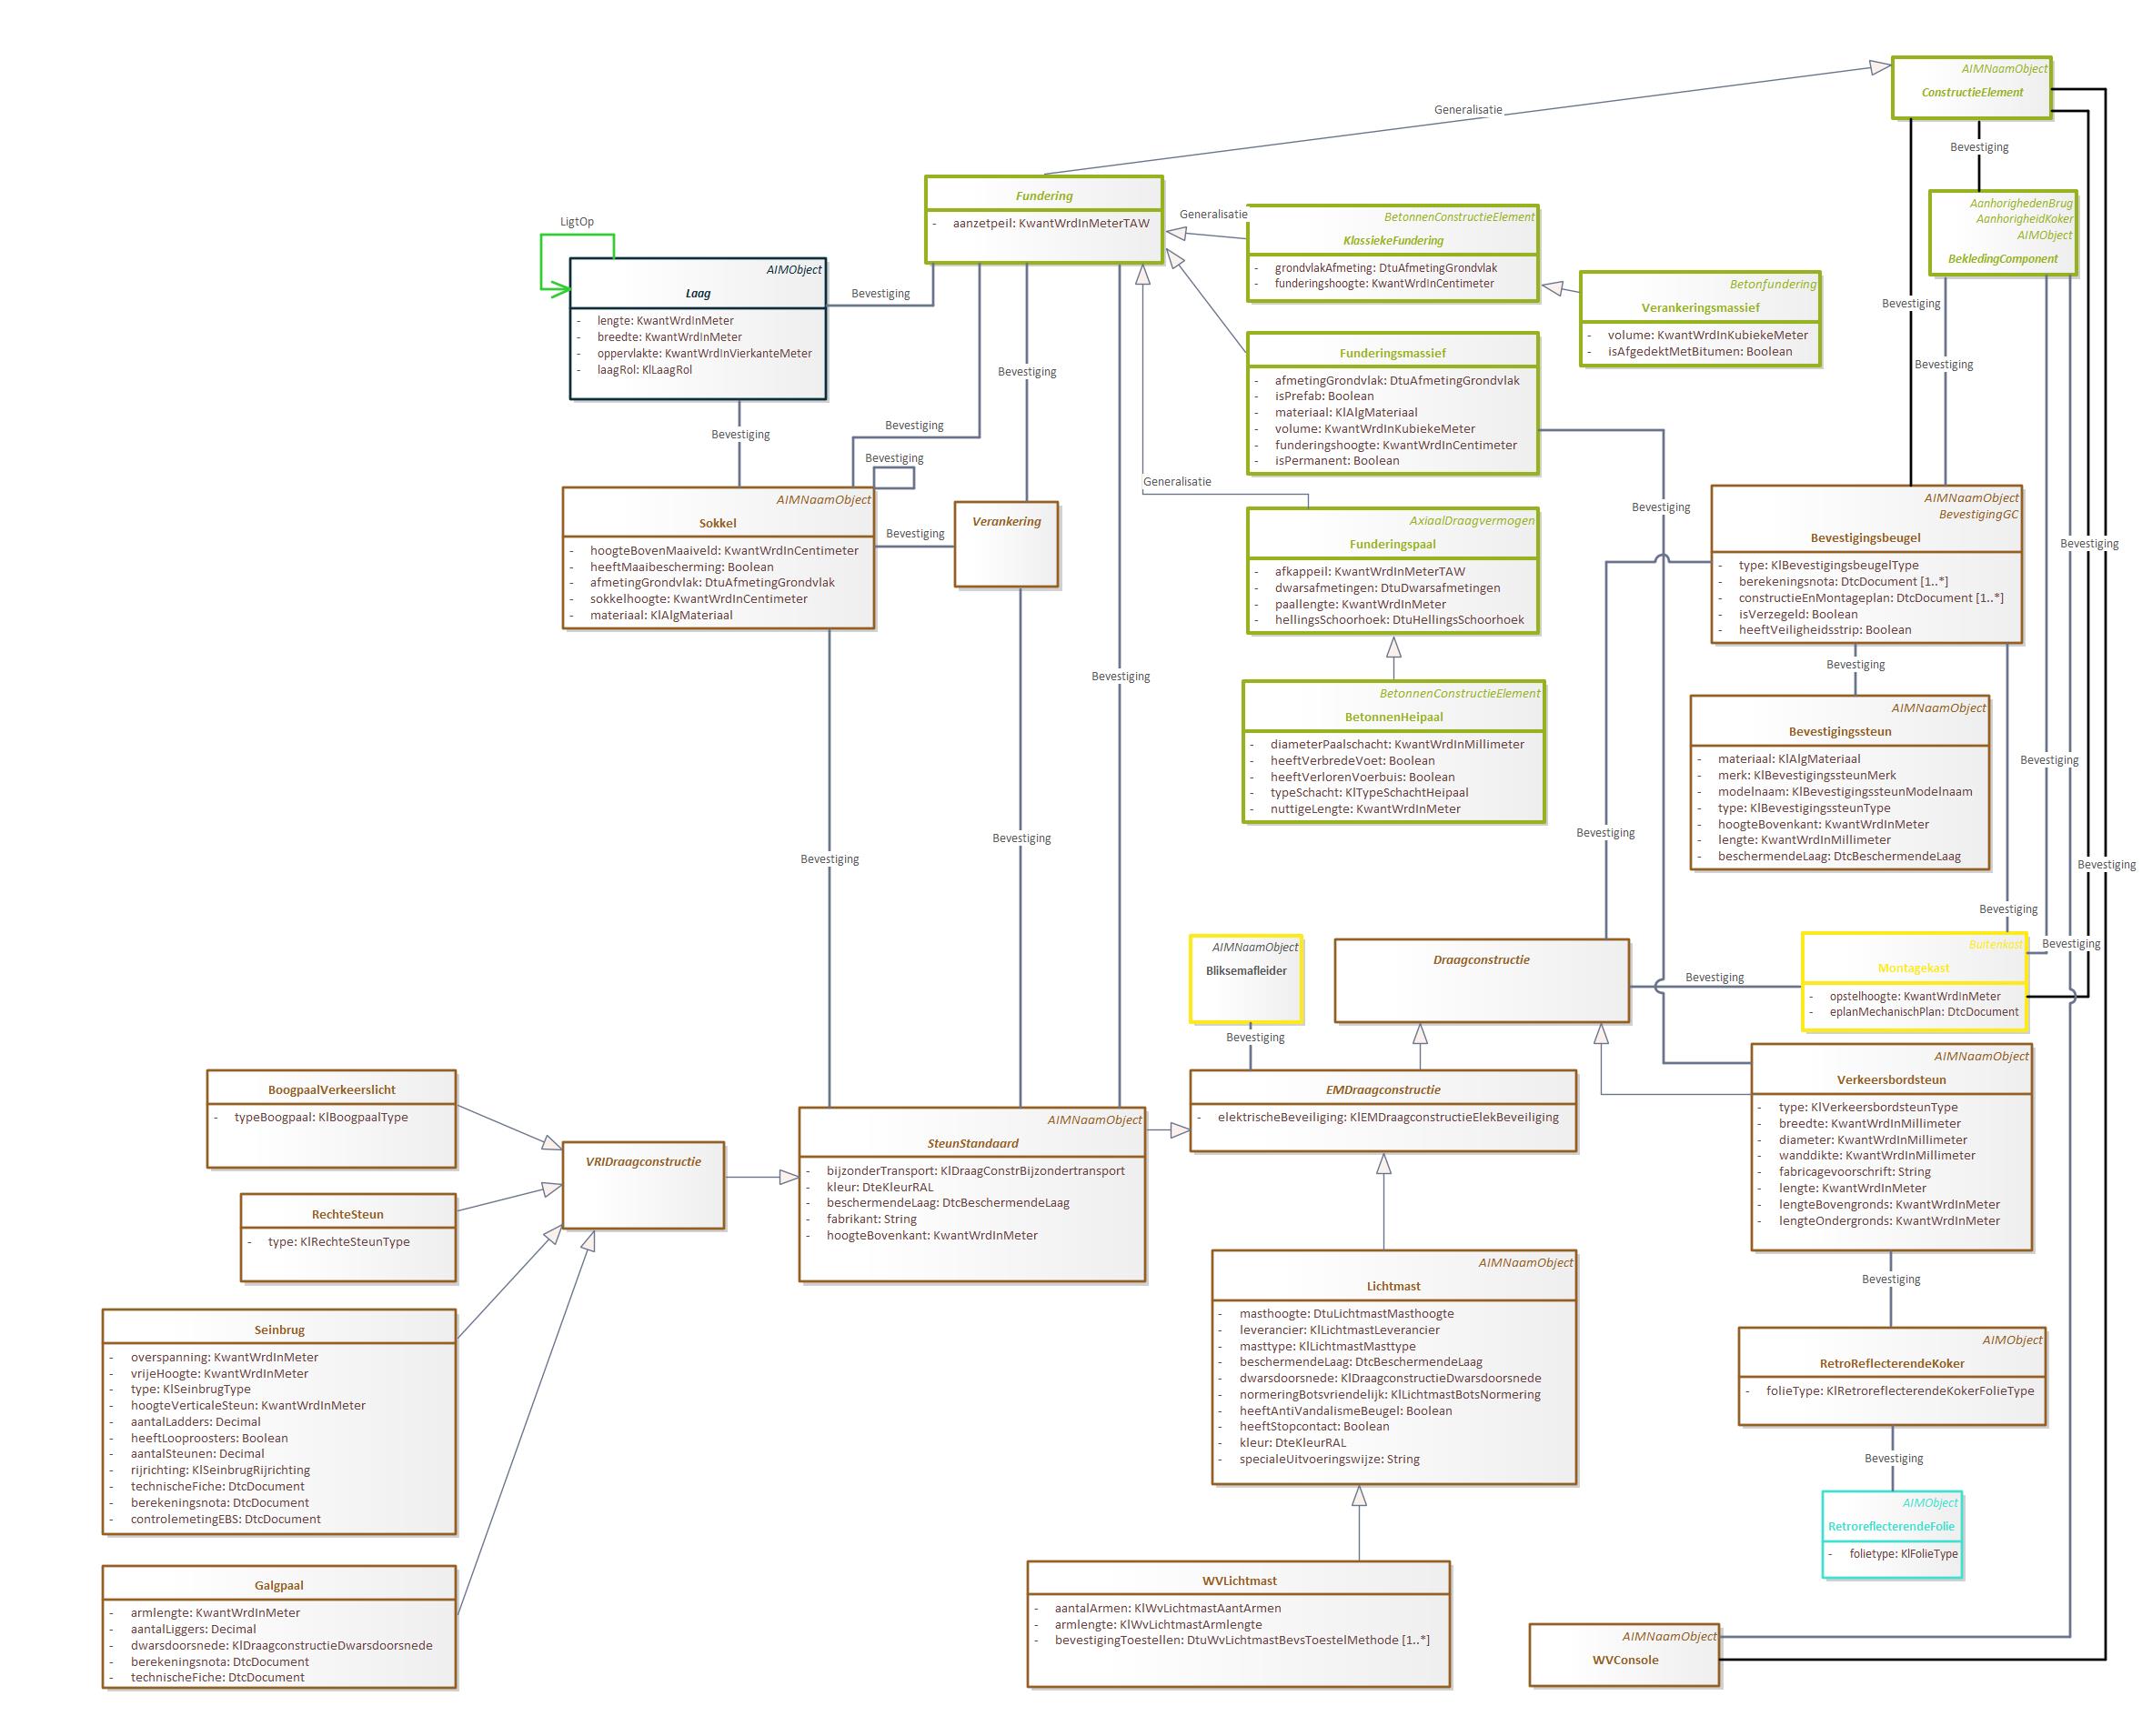 AIMNaamObject
ConstructieElement
Generalisatie
Bevestiging
Fundering
- aanzetpeil: KwantWrdInMeterTAW
Generalisatie
BetonnenConstructieElement
KlassiekeFundering
- grondvlakAfmeting: DtuAfmetingGrondvlak
- funderingshoogte: KwantWrdInCentimeter
AanhorighedenBrug
AanhorigheidKoker
AIMObject
BekledingComponent
LigtOp
AIMObject
Laag
- lengte: KwantWrdInMeter
- breedte: KwantWrdInMeter
- oppervlakte: KwantWrdInVierkanteMeter
- laagRol: KlLaagRol
Bevestiging
Betonfundering
Verankeringsmassief
- volume: KwantWrdInKubiekeMeter
- isAfgedektMetBitumen: Boolean
Bevestiging
Bevestiging
Bevestiging
Funderingsmassief
- afmetingGrondvlak: DtuAfmetingGrondvlak
- isPrefab: Boolean
- materiaal: KlAlgMateriaal
- volume: KwantWrdInKubiekeMeter
- funderingshoogte: KwantWrdInCentimeter
- isPermanent: Boolean
Bevestiging
Bevestiging
Bevestiging
Generalisatie
AIMNaamObject
Sokkel
- hoogteBovenMaaiveld: KwantWrdInCentimeter
- heeftMaaibescherming: Boolean
- afmetingGrondvlak: DtuAfmetingGrondvlak
- sokkelhoogte: KwantWrdInCentimeter
- materiaal: KlAlgMateriaal
Bevestiging
Verankering
AxiaalDraagvermogen
Funderingspaal
- afkappeil: KwantWrdInMeterTAW
- dwarsafmetingen: DtuDwarsafmetingen
- paallengte: KwantWrdInMeter
- hellingsSchoorhoek: DtuHellingsSchoorhoek
Bevestiging
AIMNaamObject
BevestigingGC
Bevestigingsbeugel
- type: KlBevestigingsbeugelType
- berekeningsnota: DtcDocument [1..*]
- constructieEnMontageplan: DtcDocument [1..*]
- isVerzegeld: Boolean
- heeftVeiligheidsstrip: Boolean
Bevestiging
Bevestiging
Bevestiging
BetonnenConstructieElement
BetonnenHeipaal
- diameterPaalschacht: KwantWrdInMillimeter
- heeftVerbredeVoet: Boolean
- heeftVerlorenVoerbuis: Boolean
- typeSchacht: KlTypeSchachtHeipaal
- nuttigeLengte: KwantWrdInMeter
AIMNaamObject
Bevestigingssteun
- materiaal: KlAlgMateriaal
- merk: KlBevestigingssteunMerk
- modelnaam: KlBevestigingssteunModelnaam
- type: KlBevestigingssteunType
- hoogteBovenkant: KwantWrdInMeter
- lengte: KwantWrdInMillimeter
- beschermendeLaag: DtcBeschermendeLaag
Bevestiging
Bevestiging
Bevestiging
Bevestiging
Bevestiging
Bevestiging
Bevestiging
AIMNaamObject
Bliksemafleider
Bevestiging
Draagconstructie
Bevestiging
Buitenkast
Montagekast
- opstelhoogte: KwantWrdInMeter
- eplanMechanischPlan: DtcDocument
EMDraagconstructie
- elektrischeBeveiliging: KlEMDraagconstructieElekBeveiliging
AIMNaamObject
Verkeersbordsteun
- type: KlVerkeersbordsteunType
- breedte: KwantWrdInMillimeter
- diameter: KwantWrdInMillimeter
- wanddikte: KwantWrdInMillimeter
- fabricagevoorschrift: String
- lengte: KwantWrdInMeter
- lengteBovengronds: KwantWrdInMeter
- lengteOndergronds: KwantWrdInMeter
BoogpaalVerkeerslicht
- typeBoogpaal: KlBoogpaalType
VRIDraagconstructie
AIMNaamObject
SteunStandaard
- bijzonderTransport: KlDraagConstrBijzondertransport
- kleur: DteKleurRAL
- beschermendeLaag: DtcBeschermendeLaag
- fabrikant: String
- hoogteBovenkant: KwantWrdInMeter
RechteSteun
- type: KlRechteSteunType
AIMNaamObject
Lichtmast
- masthoogte: DtuLichtmastMasthoogte
- leverancier: KlLichtmastLeverancier
- masttype: KlLichtmastMasttype
- beschermendeLaag: DtcBeschermendeLaag
- dwarsdoorsnede: KlDraagconstructieDwarsdoorsnede
- normeringBotsvriendelijk: KlLichtmastBotsNormering
- heeftAntiVandalismeBeugel: Boolean
- heeftStopcontact: Boolean
- kleur: DteKleurRAL
- specialeUitvoeringswijze: String
Bevestiging
Seinbrug
- overspanning: KwantWrdInMeter
- vrijeHoogte: KwantWrdInMeter
- type: KlSeinbrugType
- hoogteVerticaleSteun: KwantWrdInMeter
- aantalLadders: Decimal
- heeftLooproosters: Boolean
- aantalSteunen: Decimal
- rijrichting: KlSeinbrugRijrichting
- technischeFiche: DtcDocument
- berekeningsnota: DtcDocument
- controlemetingEBS: DtcDocument
AIMObject
RetroReflecterendeKoker
- folieType: KlRetroreflecterendeKokerFolieType
Bevestiging
AIMObject
RetroreflecterendeFolie
- folietype: KlFolieType
Galgpaal
- armlengte: KwantWrdInMeter
- aantalLiggers: Decimal
- dwarsdoorsnede: KlDraagconstructieDwarsdoorsnede
- berekeningsnota: DtcDocument
- technischeFiche: DtcDocument
WVLichtmast
- aantalArmen: KlWvLichtmastAantArmen
- armlengte: KlWvLichtmastArmlengte
- bevestigingToestellen: DtuWvLichtmastBevsToestelMethode [1..*]
AIMNaamObject
WVConsole